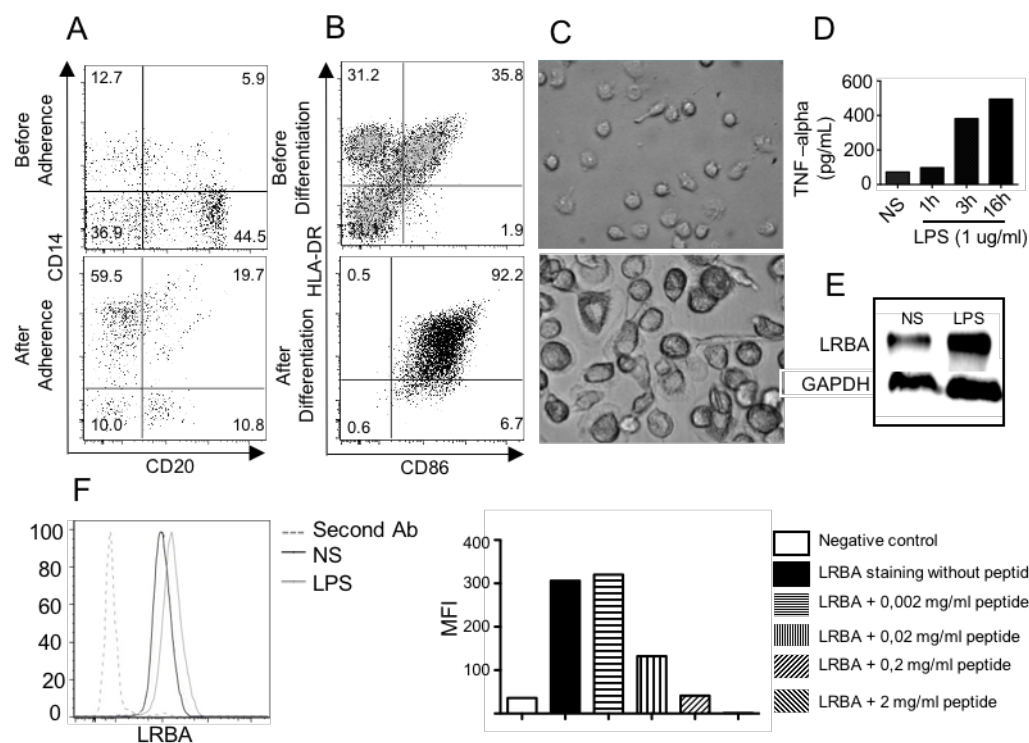 A
B
C
D
12.7
5.9
Before
Adherence
36.9
44.5
CD14
59.5
19.7
After
Adherence
10.0
10.8
CD20
31.2
35.8
Before
Differentiation
1.9
HLA-DR
0.5
92.2
After
Differentiation
0.6
6.7
CD86
TNF –alpha
(pg/mL)
600
400
200
0
NS
1h
3h
16h
LPS (1 ug/ml)
E
NS
LPS
LRBA
GAPDH
F
100
80
60
40
20
0
LRBA
Second Ab
NS
LPS
MFI
400
300
200
100
Negative control
LRBA staining without peptid
LRBA + 0,002 mg/ml peptide
LRBA + 0,02 mg/ml peptide
LRBA + 0,2 mg/ml peptide
LRBA + 2 mg/ml peptide